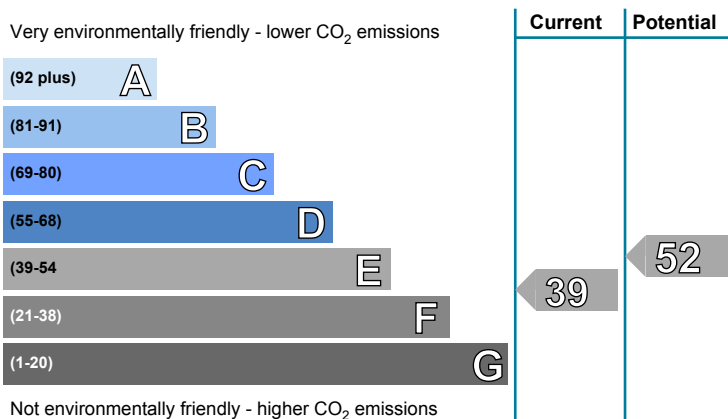 Very environmentally friendly - lower CO2 emissions
Current
Potential
(92 plus) A
(81-91) B
(69-80) C
(55-68) D
(39-54 E
(21-38) F
(1-20) G
39
52
Not environmentally friendly - higher CO2 emissions